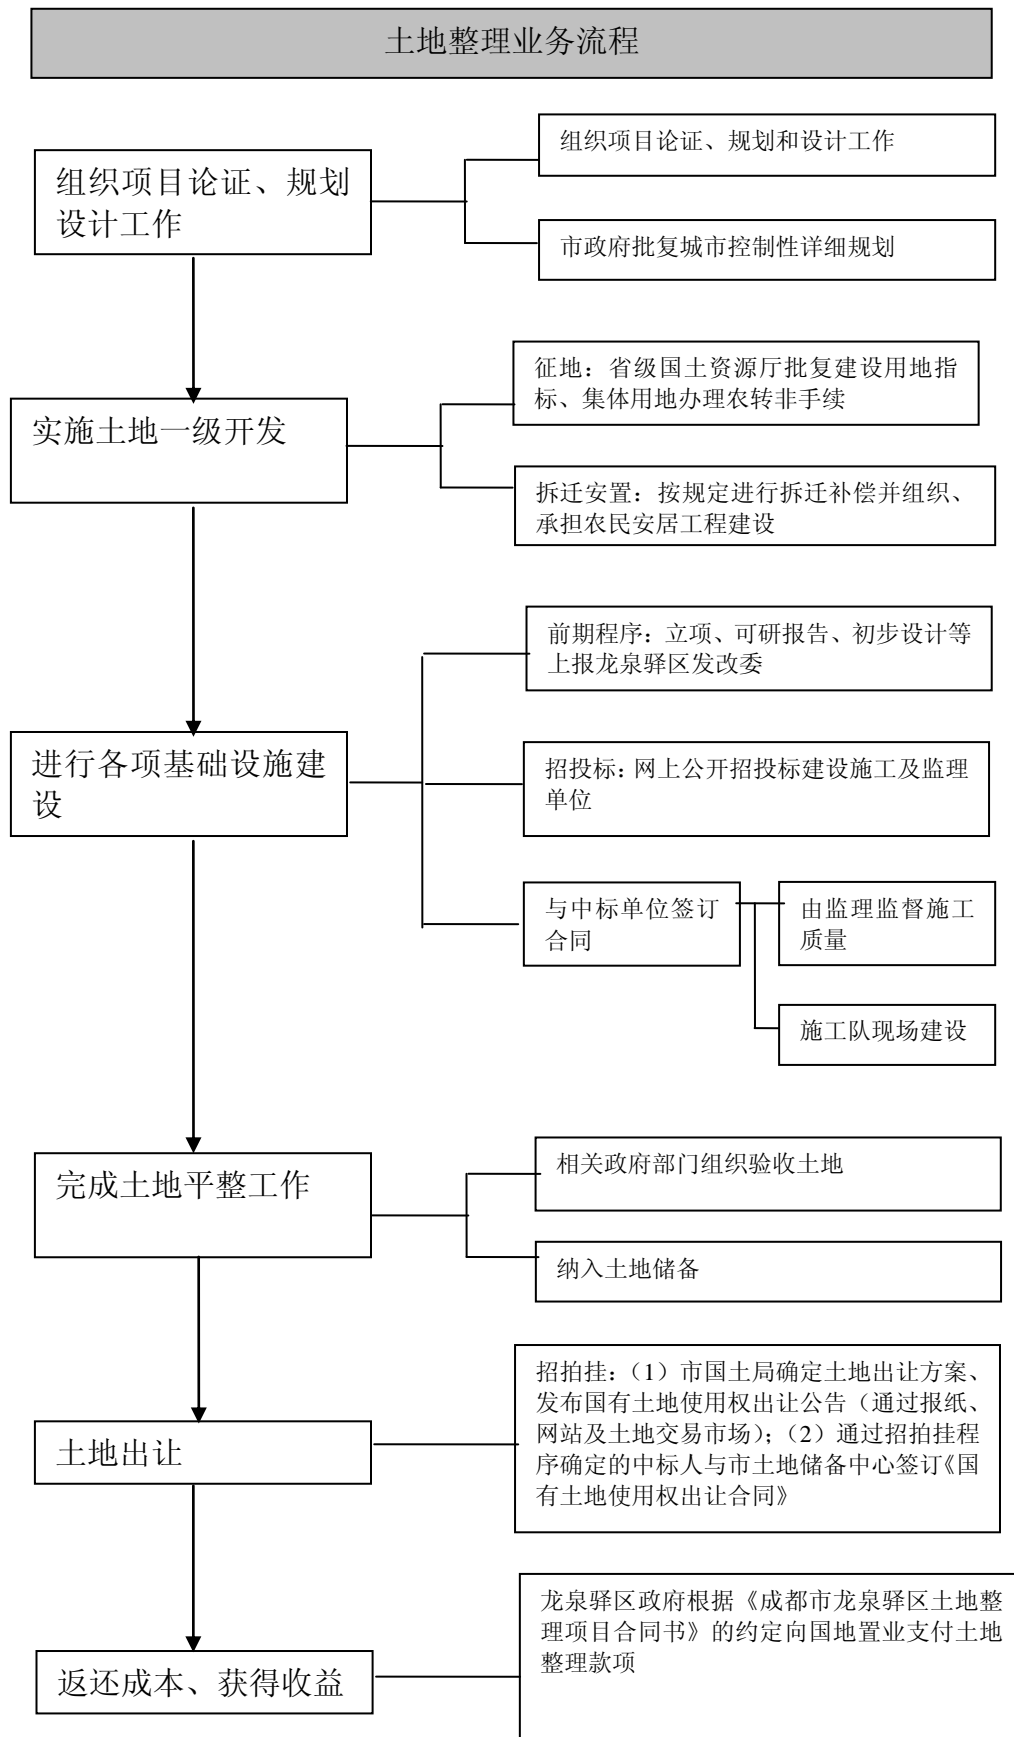 土地整理业务流程
组织项目论证、规划
设计工作
组织项目论证、规划和设计工作
市政府批复城市控制性详细规划
实施土地一级开发
征地：省级国土资源厅批复建设用地指
标、集体用地办理农转非手续
拆迁安置：按规定进行拆迁补偿并组织、
承担农民安居工程建设
进行各项基础设施建
设
前期程序：立项、可研报告、初步设计等
上报龙泉驿区发改委
招投标：网上公开招投标建设施工及监理
单位
与中标单位签订
合同
由监理监督施工
质量
施工队现场建设
完成土地平整工作
相关政府部门组织验收土地
纳入土地储备
土地出让
招拍挂：（1）市国土局确定土地出让方案、
发布国有土地使用权出让公告（通过报纸、
网站及土地交易市场）；（2）通过招拍挂程
序确定的中标人与市土地储备中心签订《国
有土地使用权出让合同》
返还成本、获得收益
龙泉驿区政府根据《成都市龙泉驿区土地整
理项目合同书》的约定向国地置业支付土地
整理款项